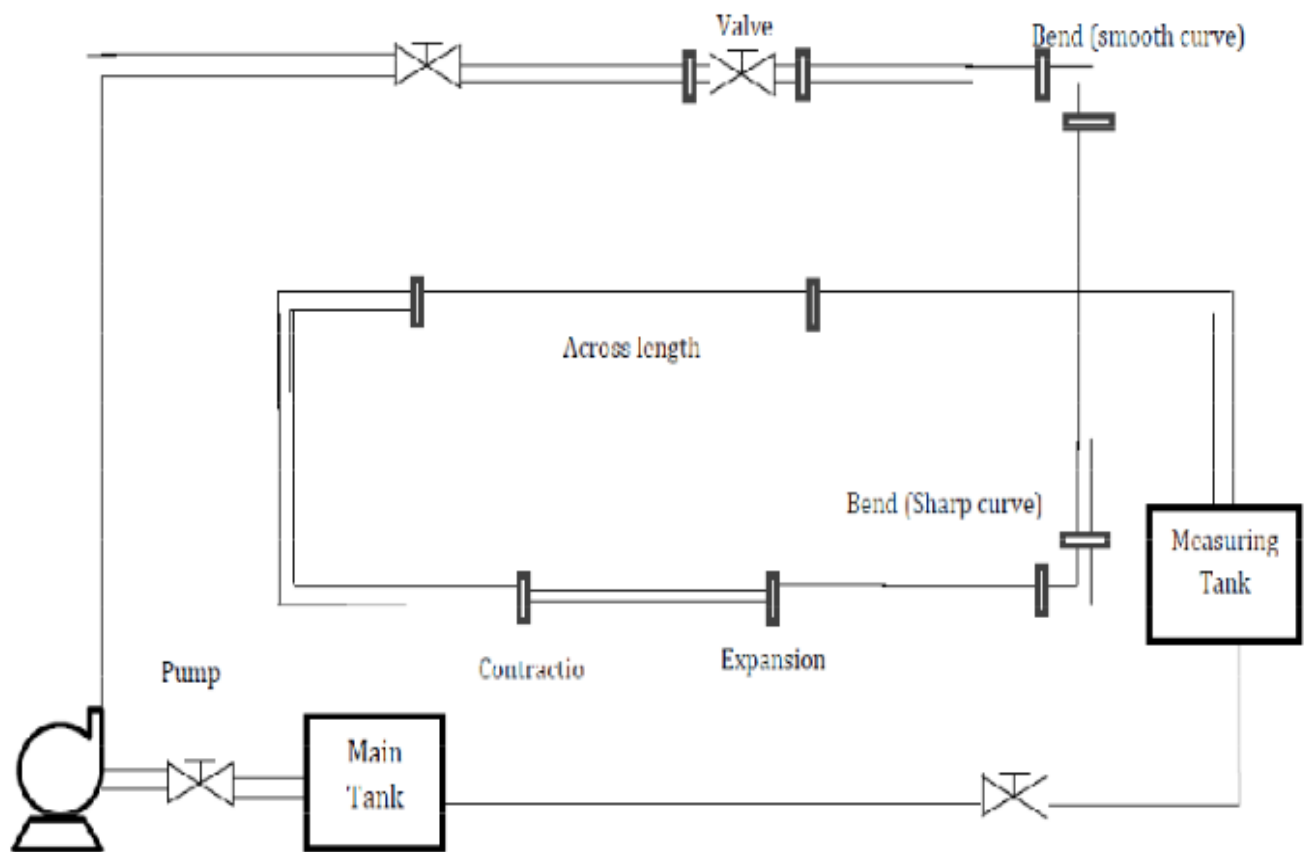 Valve
Bend (smooth curve)
Across length
Bend (Sharp curve)
Measuring
Tank
Contractio
Expansion
Pump
Main
Tank